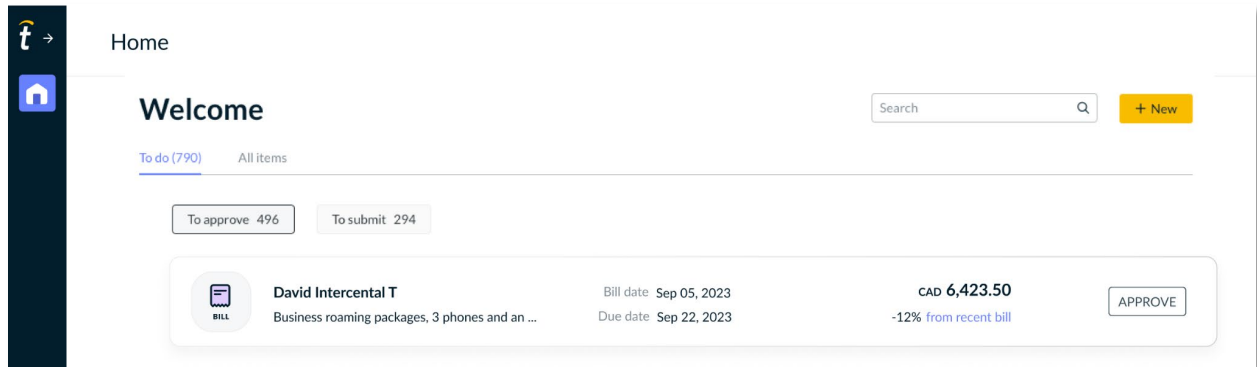 t
Home
Welcome
Search
+ New
To do (790) All items
To approve 496 To submit 294
BILL
David Intercental T
Business roaming packages, 3 phones and an ...
Bill date Sep 05, 2023
Due date Sep 22, 2023
CAD 6,423.50
-12% from recent bill
APPROVE